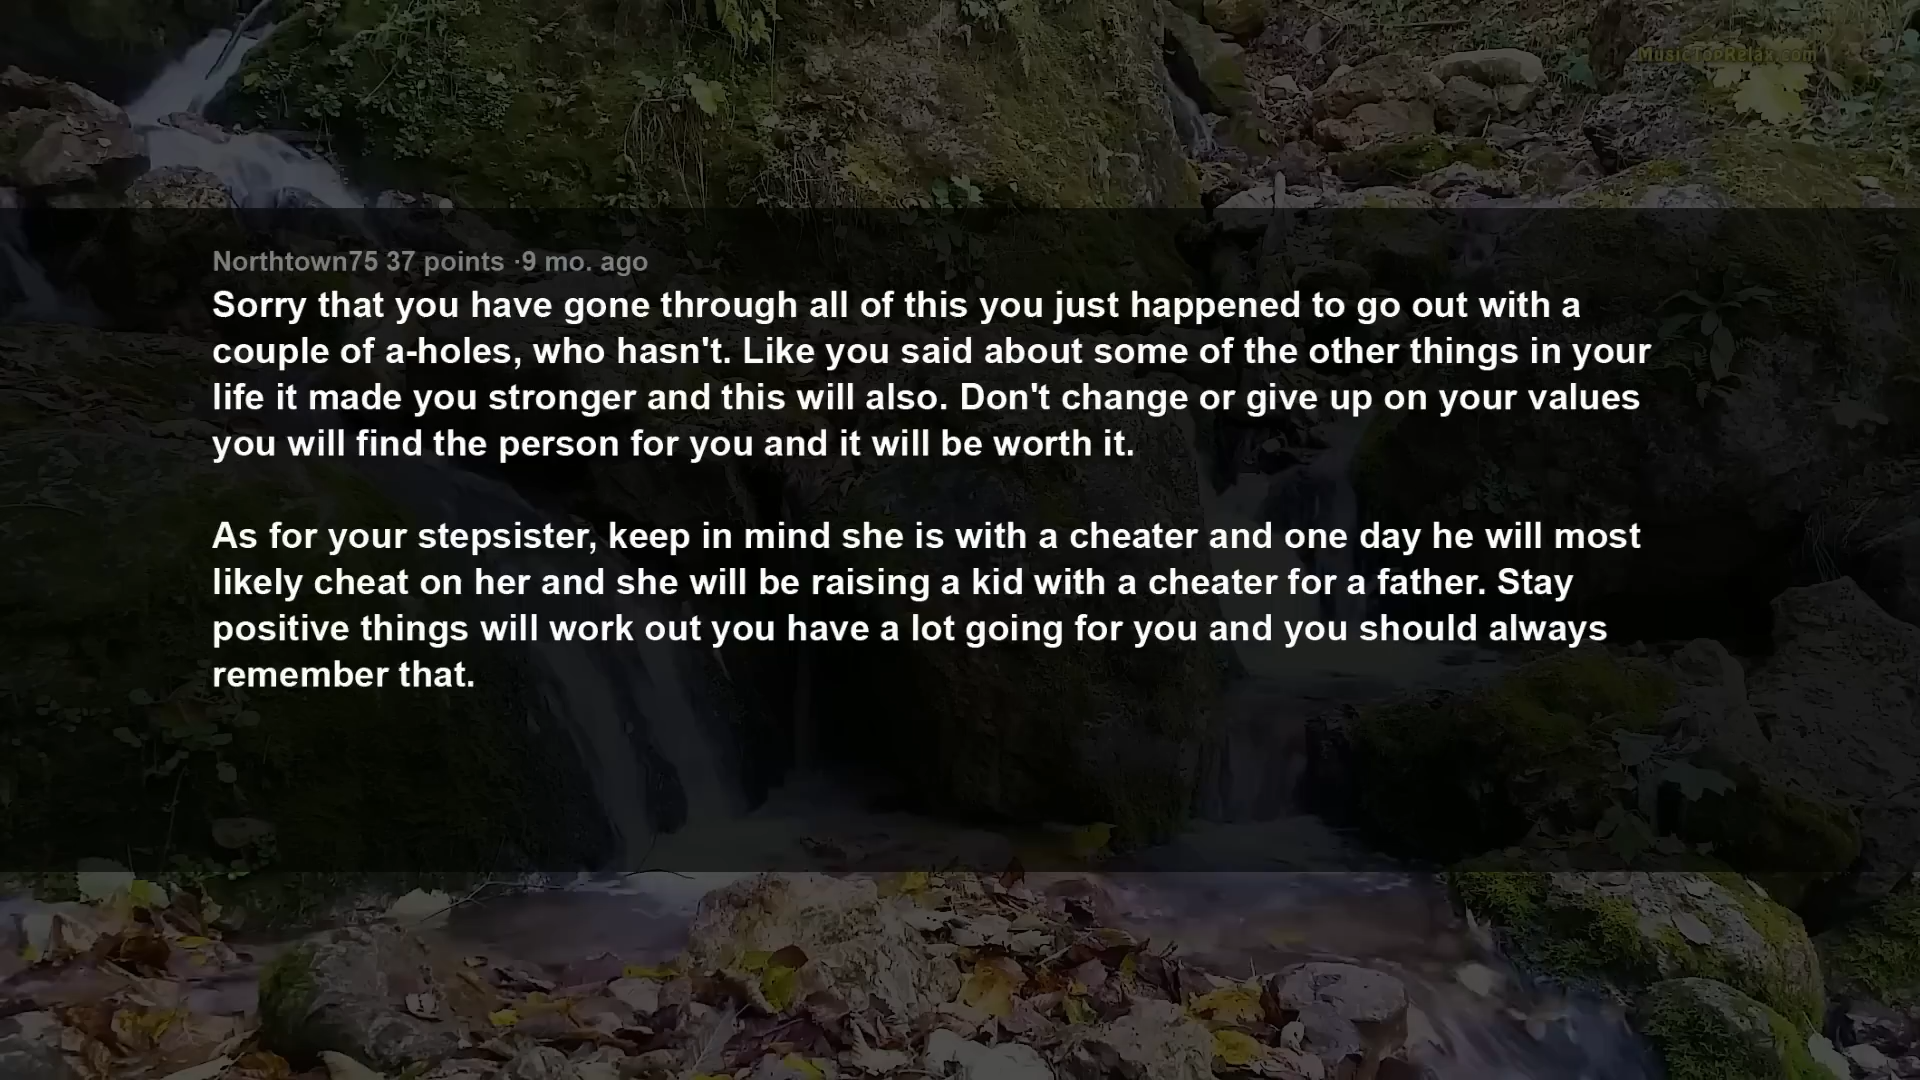 MusicTopRelax.com
Northtown75 37 points ·9 mo. ago
Sorry that you have gone through all of this you just happened to go out with a
couple of a-holes, who hasn't. Like you said about some of the other things in your
life it made you stronger and this will also. Don't change or give up on your values
you will find the person for you and it will be worth it.
As for your stepsister, keep in mind she is with a cheater and one day he will most
likely cheat on her and she will be raising a kid with a cheater for a father. Stay
positive things will work out you have a lot going for you and you should always
remember that.